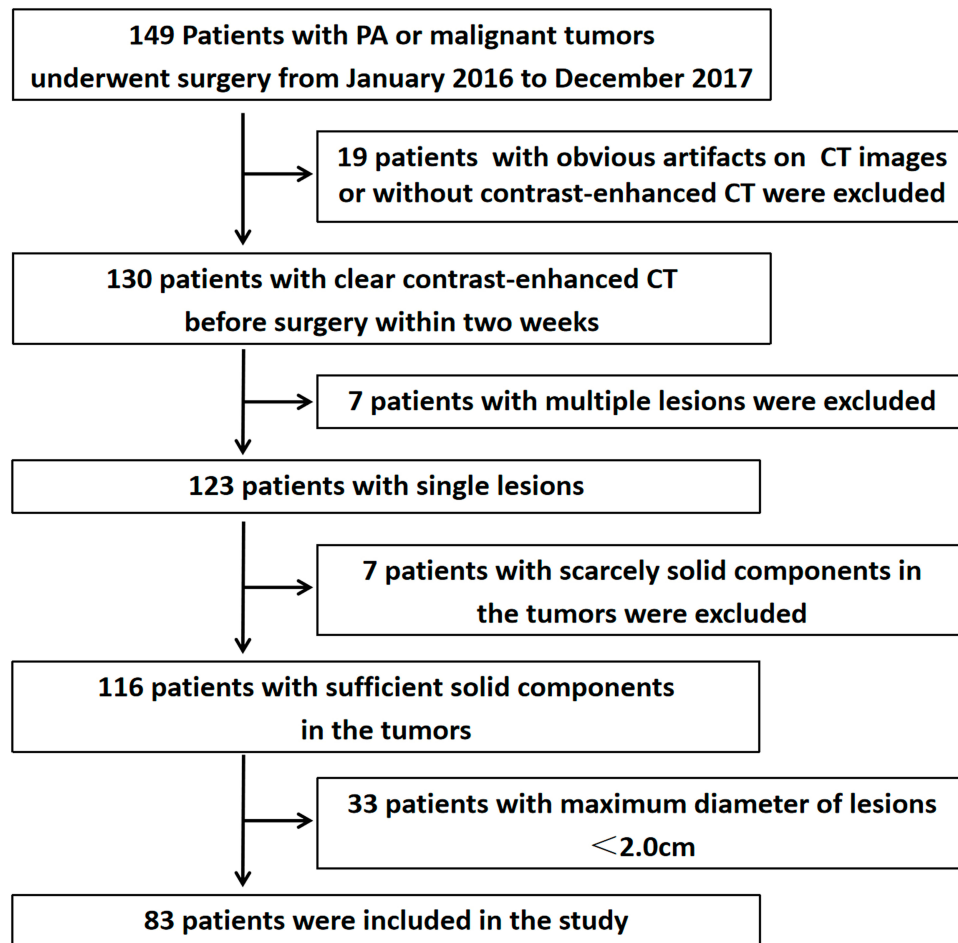 149 Patients with PA or malignant tumors
underwent surgery from January 2016 to December 2017
19 patients with obvious artifacts on CT images
or without contrast-enhanced CT were excluded
130 patients with clear contrast-enhanced CT
before surgery within two weeks
7 patients with multiple lesions were excluded
123 patients with single lesions
7 patients with scarcely solid components in
the tumors were excluded
116 patients with sufficient solid components
in the tumors
33 patients with maximum diameter of lesions
＜2.0cm
83 patients were included in the study